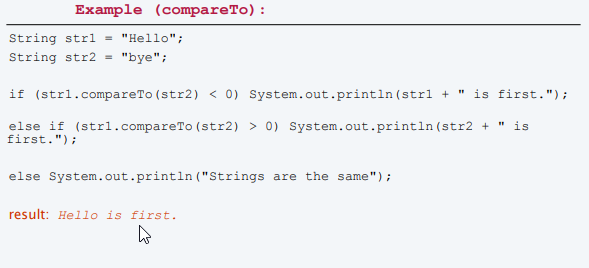 Example (compareTo):
String str1 = "Hello";
String str2 = "bye";
if (str1.compareTo(str2) < 0) System.out.println(str1 + " is first.");
else if (str1.compareTo(str2) > 0) System.out.println(str2 + " is
first.");
else System.out.println("Strings are the same");
result: Hello is first.